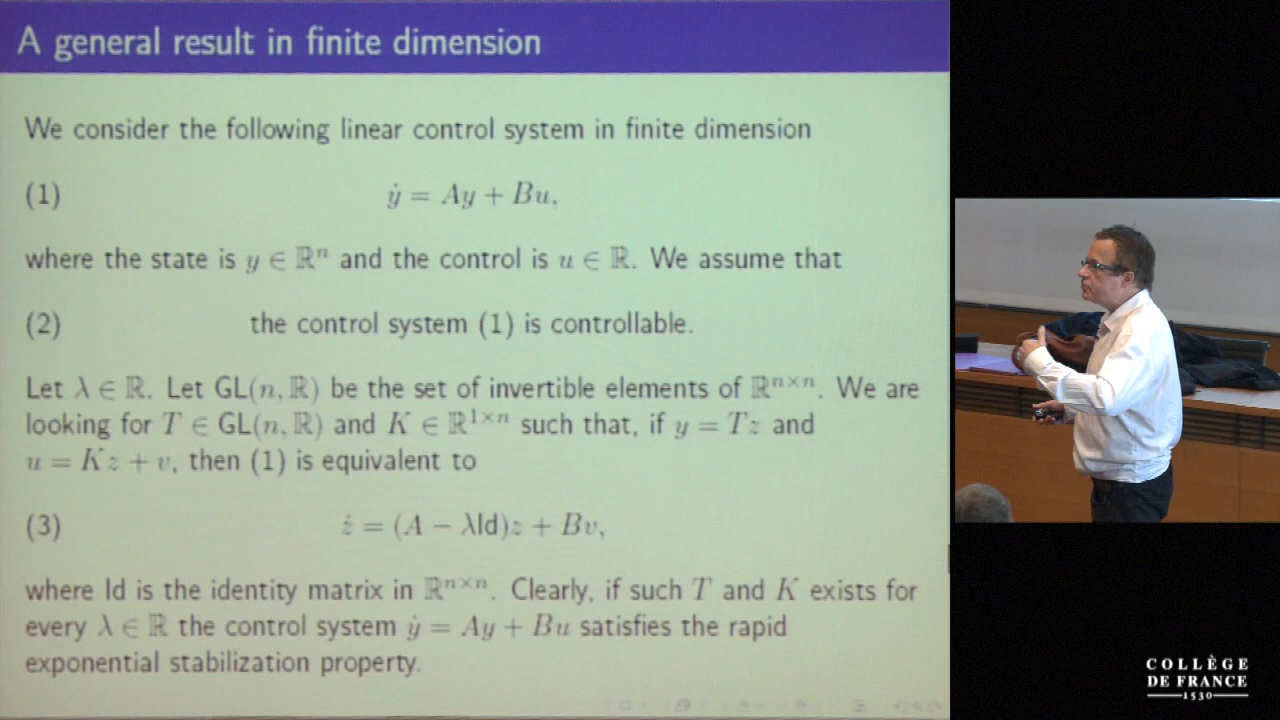 A general result in finite dimension
We consider the following linear control system in finite dimension
(1) ẏ = Ay + Bu,
where the state is y ∈ ℝⁿ and the control is u ∈ ℝ. We assume that
(2) the control system (1) is controllable.
Let λ ∈ ℝ. Let GL(n, ℝ) be the set of invertible elements of ℝⁿˣⁿ. We are
looking for T ∈ GL(n, ℝ) and K ∈ ℝ¹ˣⁿ such that, if y = Tz and
u = Kz + v, then (1) is equivalent to
(3) ż = (A − λId)z + Bv,
where Id is the identity matrix in ℝⁿˣⁿ. Clearly, if such T and K exists for
every λ ∈ ℝ the control system ẏ = Ay + Bu satisfies the rapid
exponential stabilization property.
COLLÈGE
DE FRANCE
1530